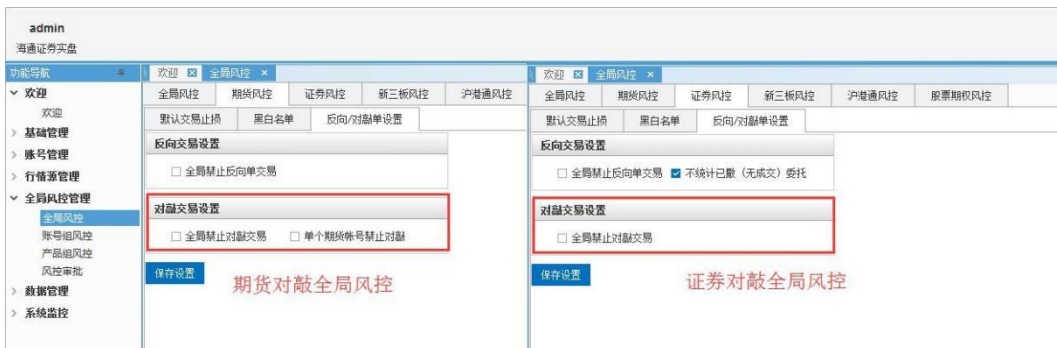 admin
海通证券实盘
功能导航
欢迎
欢迎
基础管理
账号管理
行情源管理
全局风控管理
全局风控
账号组风控
产品组风控
风控审批
数据管理
系统监控
欢迎 全局风控
全局风控 期货风控 证券风控 新三板风控 沪港通风控
默认交易止损 黑白名单 反向/对敲单设置
反向交易设置
全局禁止反向单交易
对敲交易设置
全局禁止对敲交易 单个期货帐号禁止对敲
保存设置
期货对敲全局风控
欢迎 全局风控
全局风控 期货风控 证券风控 新三板风控 沪港通风控 股票期权风控
默认交易止损 黑白名单 反向/对敲单设置
反向交易设置
全局禁止反向单交易 不统计已撤（无成交）委托
对敲交易设置
全局禁止对敲交易
保存设置
证券对敲全局风控